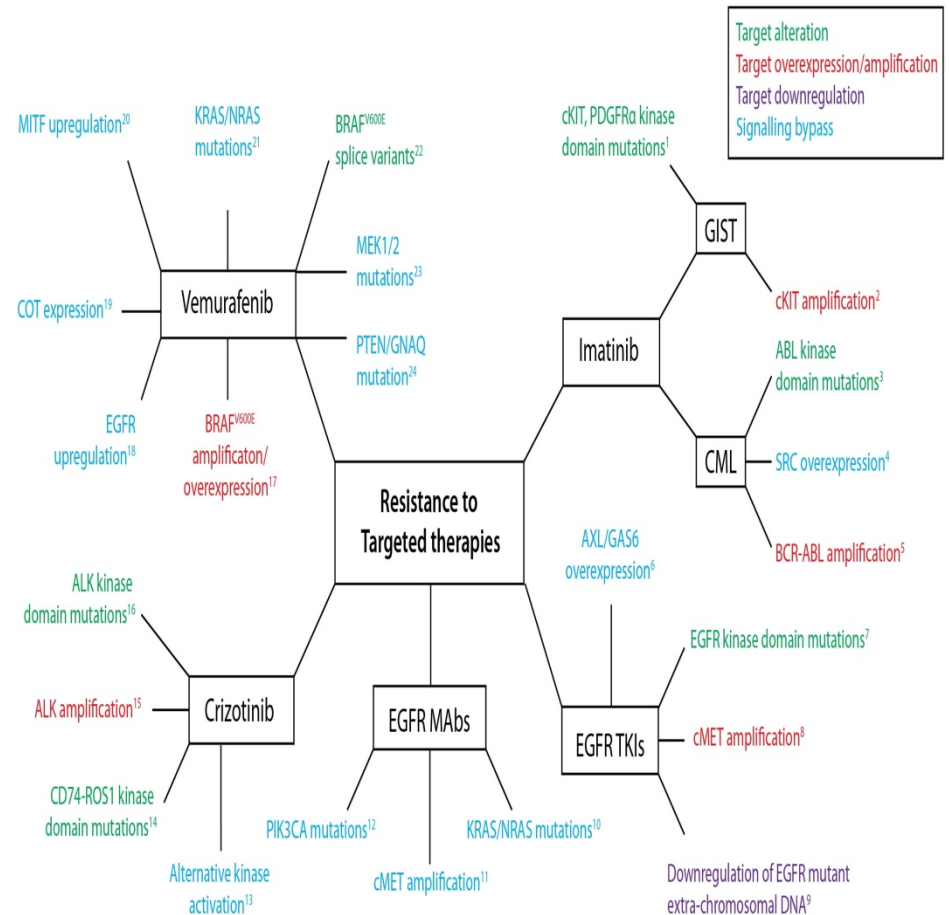 Target alteration
Target overexpression/amplification
Target downregulation
Signalling bypass
MITF upregulation²⁰
KRAS/NRAS
mutations²¹
BRAFⱽ⁶⁰⁰ᴱ
splice variants²²
MEK1/2
mutations²³
PTEN/GNAQ
mutation²⁴
Vemurafenib
COT expression¹⁹
EGFR
upregulation¹⁸
BRAFⱽ⁶⁰⁰ᴱ
amplificaton/
overexpression¹⁷
cKIT, PDGFRα kinase
domain mutations¹
GIST
cKIT amplification²
Imatinib
ABL kinase
domain mutations³
CML
SRC overexpression⁴
BCR-ABL amplification⁵
Resistance to
Targeted therapies
AXL/GAS6
overexpression⁶
EGFR kinase domain mutations⁷
EGFR TKIs
cMET amplification⁸
Downregulation of EGFR mutant
extra-chromosomal DNA⁹
EGFR MAbs
KRAS/NRAS mutations¹⁰
cMET amplification¹¹
PIK3CA mutations¹²
ALK kinase
domain mutations¹⁶
ALK amplification¹⁵
Crizotinib
CD74-ROS1 kinase
domain mutations¹⁴
Alternative kinase
activation¹³